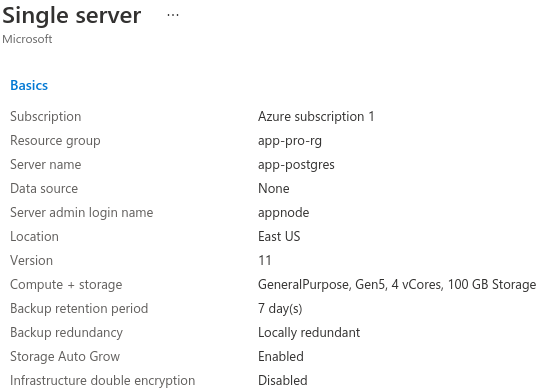 Single server ...
Microsoft
Basics
Subscription Azure subscription 1
Resource group app-pro-rg
Server name app-postgres
Data source None
Server admin login name appnode
Location East US
Version 11
Compute + storage GeneralPurpose, Gen5, 4 vCores, 100 GB Storage
Backup retention period 7 day(s)
Backup redundancy Locally redundant
Storage Auto Grow Enabled
Infrastructure double encryption Disabled